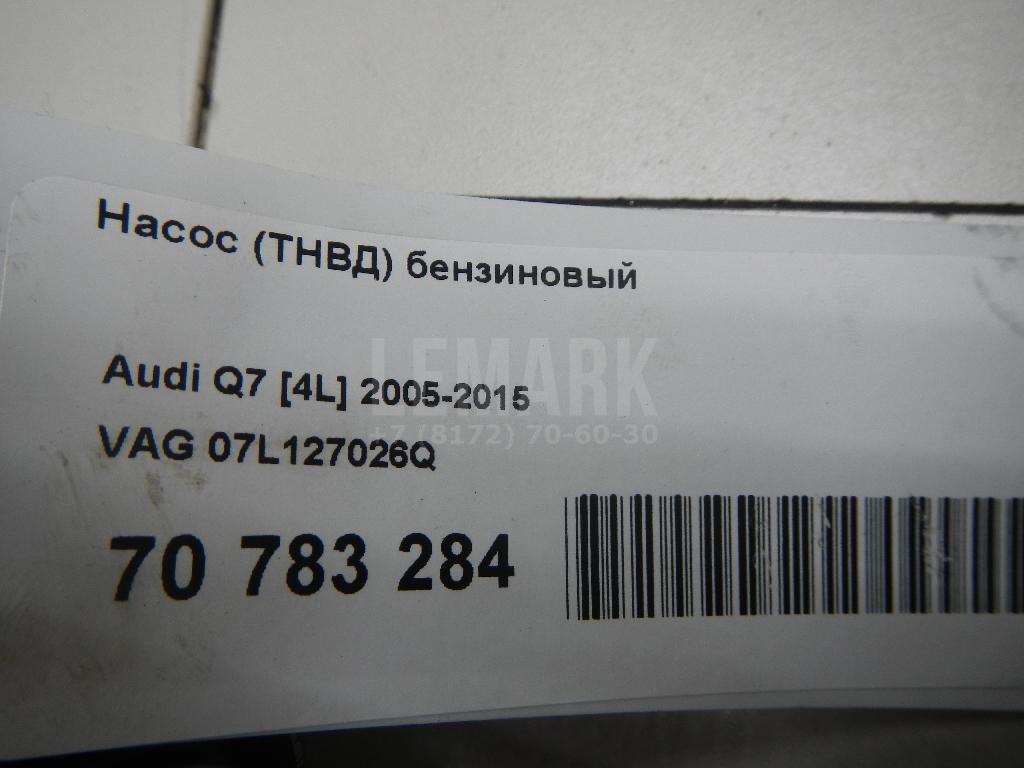 Насос (ТНВД) бензиновый
LEMARK
Audi Q7 [4L] 2005-2015
+7 (8172) 70-60-30
VAG 07L127026Q
70 783 284